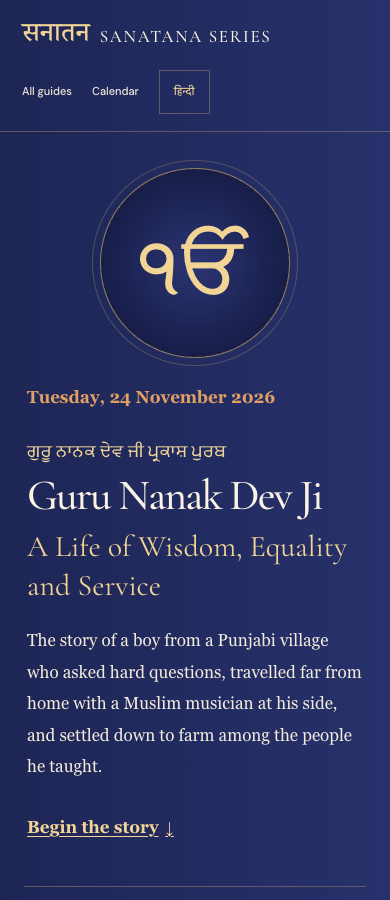 सनातन SANATANA SERIES
All guides Calendar हिन्दी
ੴ
Tuesday, 24 November 2026
ਗੁਰੂ ਨਾਨਕ ਦੇਵ ਜੀ ਪ੍ਰਕਾਸ਼ ਪੁਰਬ
Guru Nanak Dev Ji
A Life of Wisdom, Equality
and Service
The story of a boy from a Punjabi village
who asked hard questions, travelled far from
home with a Muslim musician at his side,
and settled down to farm among the people
he taught.
Begin the story ↓